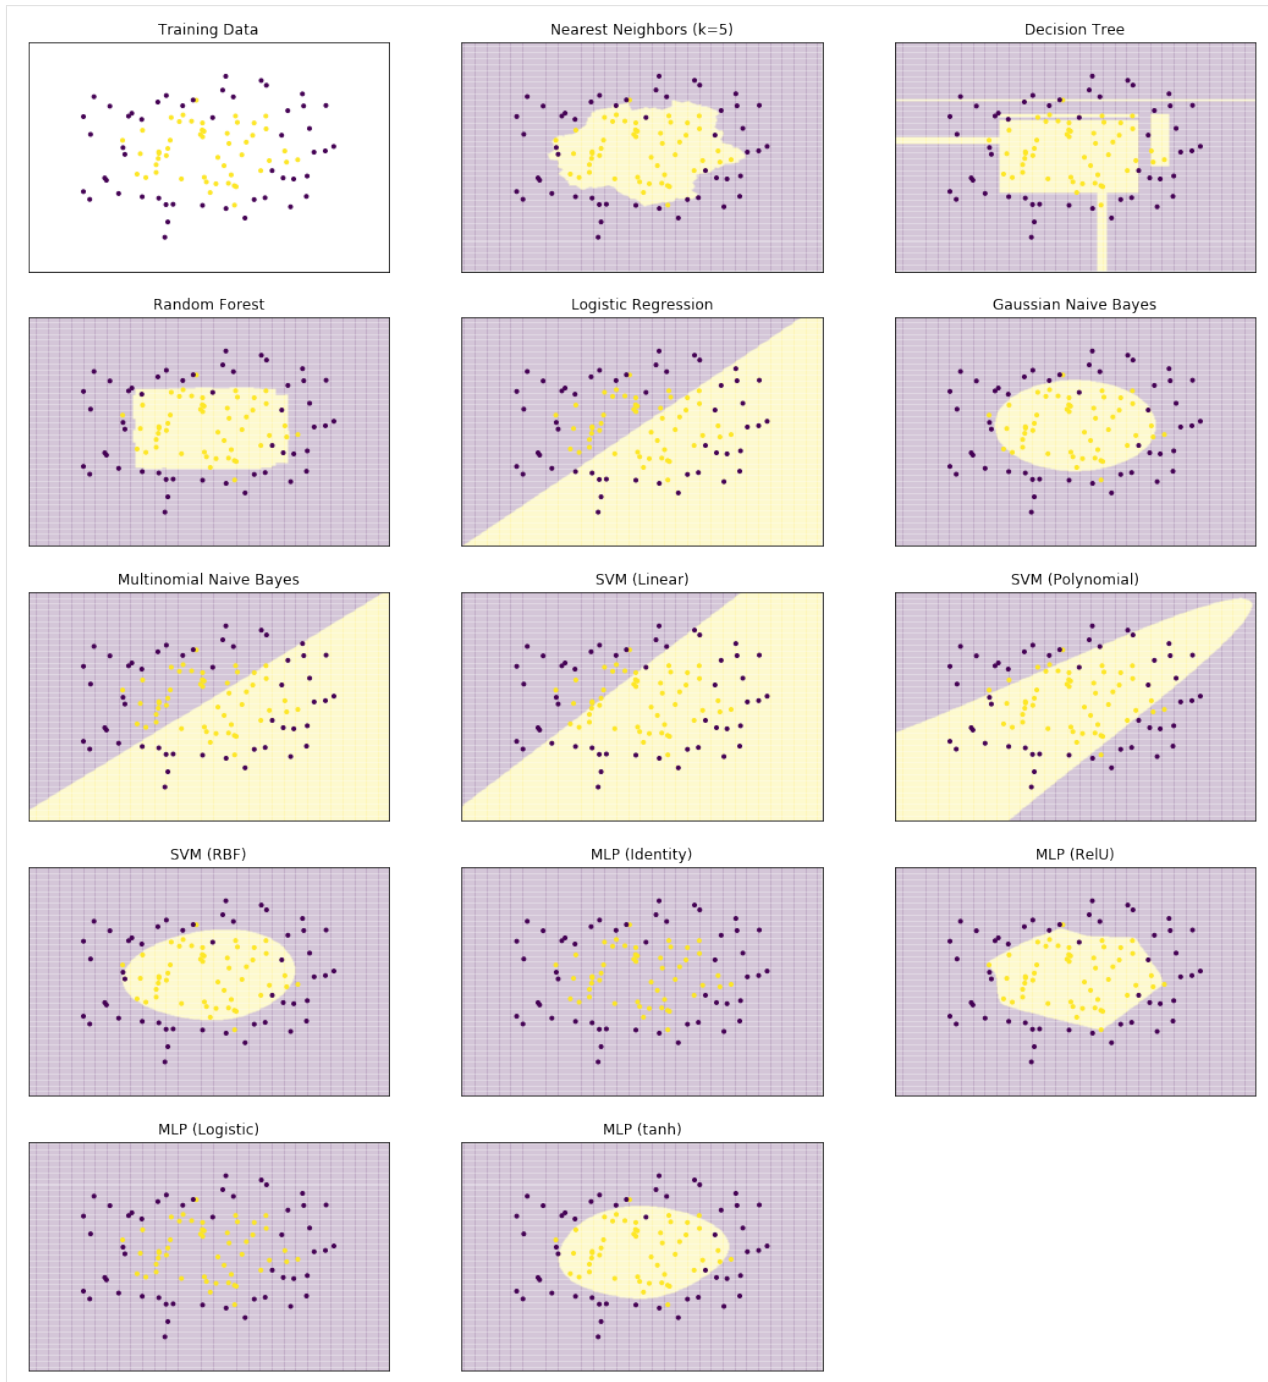 Training Data
Nearest Neighbors (k=5)
Decision Tree
Random Forest
Logistic Regression
Gaussian Naive Bayes
Multinomial Naive Bayes
SVM (Linear)
SVM (Polynomial)
SVM (RBF)
MLP (Identity)
MLP (RelU)
MLP (Logistic)
MLP (tanh)